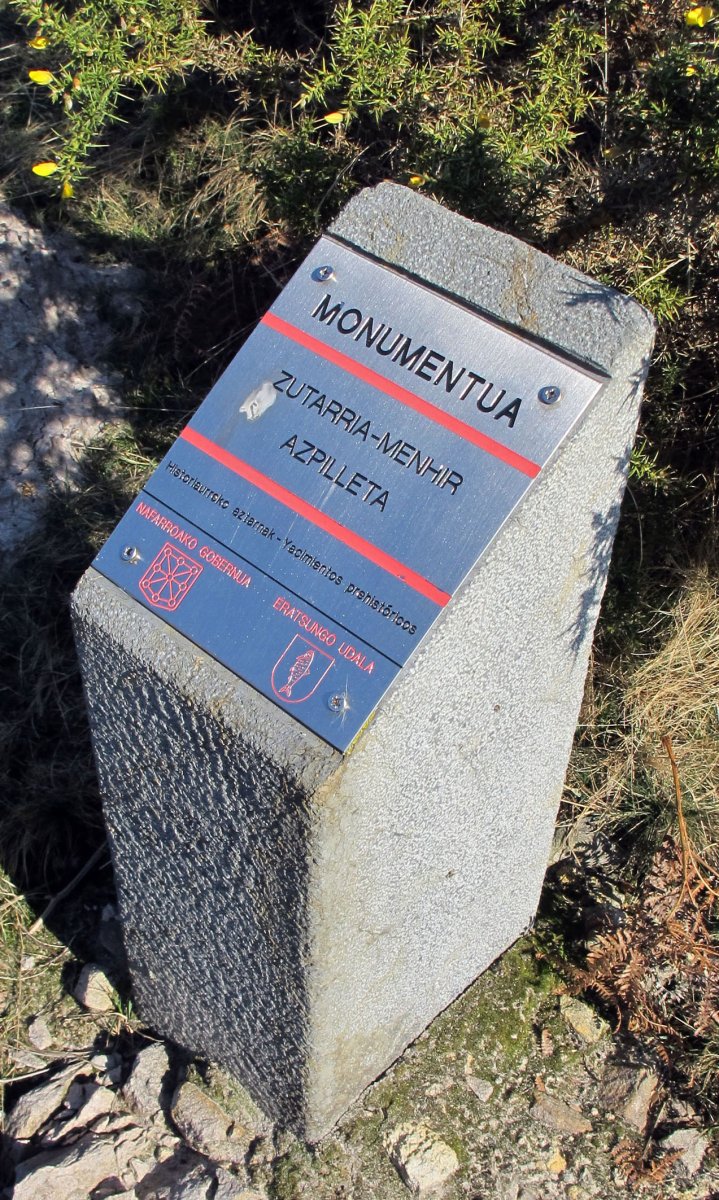 MONUMENTUA
ZUTARRIA-MENHIR
AZPILLETA
Historiaurreko aztarnak - Yacimientos prehistóricos
NAFARROAKO GOBERNUA
ERATSUNGO UDALA